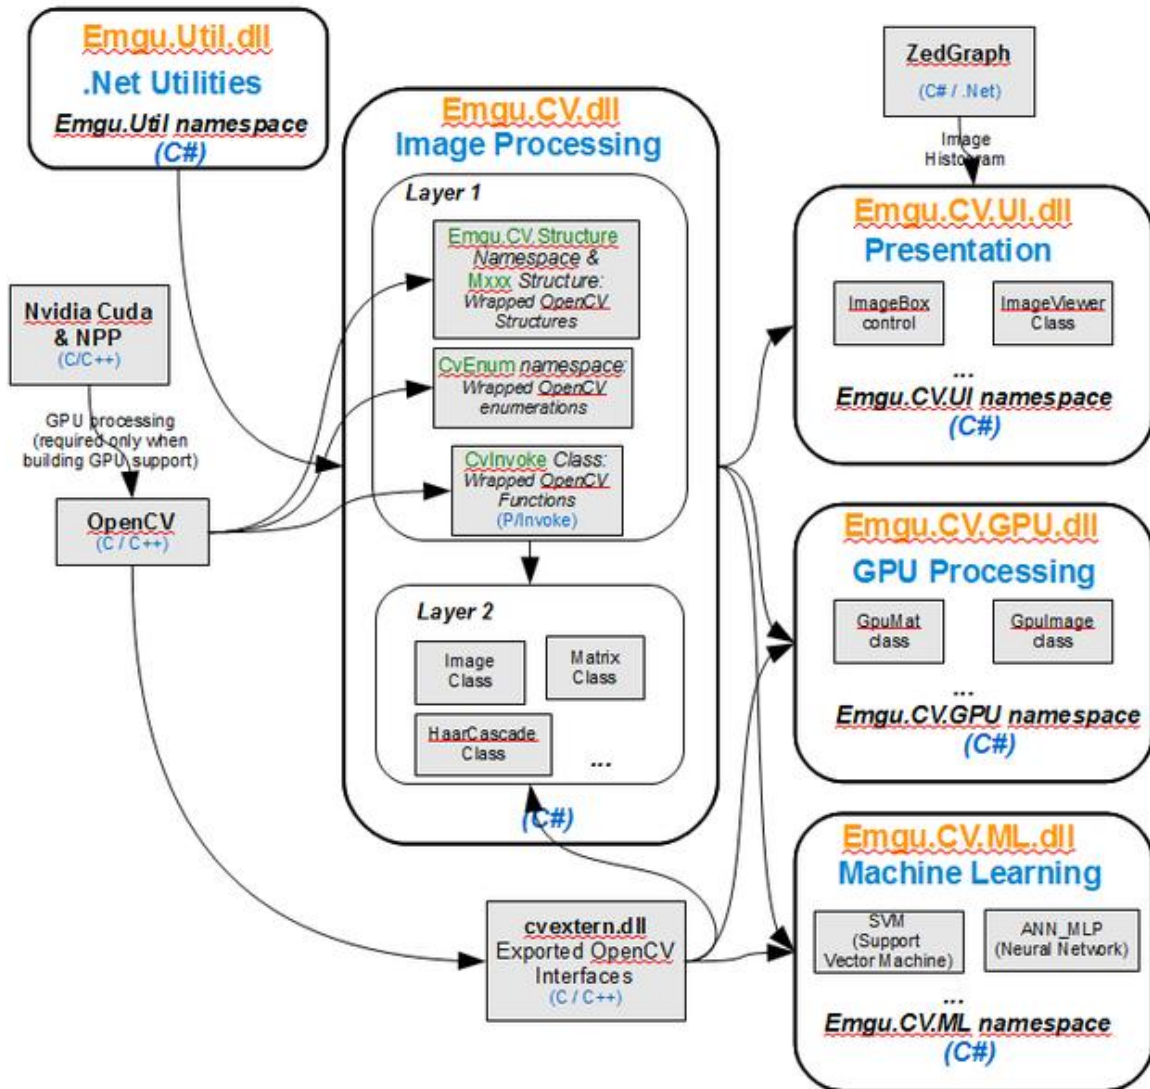 Emgu.Util.dll
.Net Utilities
Emgu.Util namespace
(C#)
ZedGraph
(C# / .Net)
Image
Histogram
Emgu.CV.dll
Image Processing
Layer 1
Emgu.CV.Structure
Namespace &
Mxxx Structure:
Wrapped OpenCV
Structures
CvEnum namespace:
Wrapped OpenCV
enumerations
CvInvoke Class:
Wrapped OpenCV
Functions
(P/Invoke)
Layer 2
Image
Class
Matrix
Class
HaarCascade
Class
...
(C#)
Nvidia Cuda
& NPP
(C/C++)
GPU processing
(required only when
building GPU support)
OpenCV
(C / C++)
cvextern.dll
Exported OpenCV
Interfaces
(C / C++)
Emgu.CV.UI.dll
Presentation
ImageBox
control
ImageViewer
Class
...
Emgu.CV.UI namespace
(C#)
Emgu.CV.GPU.dll
GPU Processing
GpuMat
class
GpuImage
class
...
Emgu.CV.GPU namespace
(C#)
Emgu.CV.ML.dll
Machine Learning
SVM
(Support
Vector Machine)
ANN_MLP
(Neural Network)
...
Emgu.CV.ML namespace
(C#)